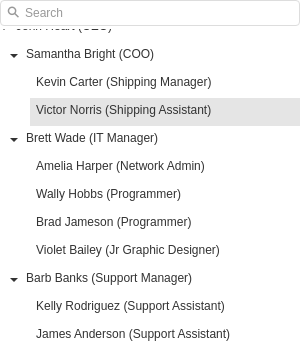 Search
Samantha Bright (COO)
Kevin Carter (Shipping Manager)
Victor Norris (Shipping Assistant)
Brett Wade (IT Manager)
Amelia Harper (Network Admin)
Wally Hobbs (Programmer)
Brad Jameson (Programmer)
Violet Bailey (Jr Graphic Designer)
Barb Banks (Support Manager)
Kelly Rodriguez (Support Assistant)
James Anderson (Support Assistant)